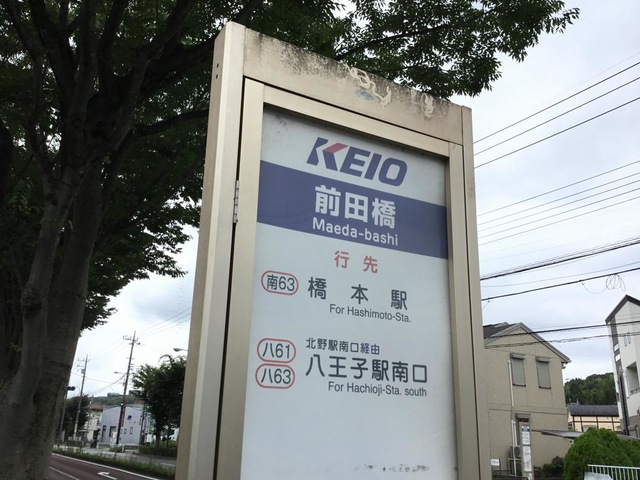 KEIO
前田橋
Maeda-bashi
行先
南63 橋本駅
For Hashimoto-Sta.
八61 北野駅南口経由
八63 八王子駅南口
For Hachioji-Sta. south